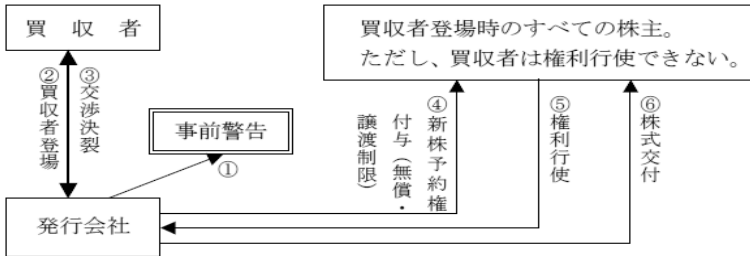 買収者
買収者登場時のすべての株主。
ただし、買収者は権利行使できない。
②買収者登場
③交渉決裂
事前警告
①
④新株予約権
付与（無償・
譲渡制限）
⑤権利行使
⑥株式交付
発行会社